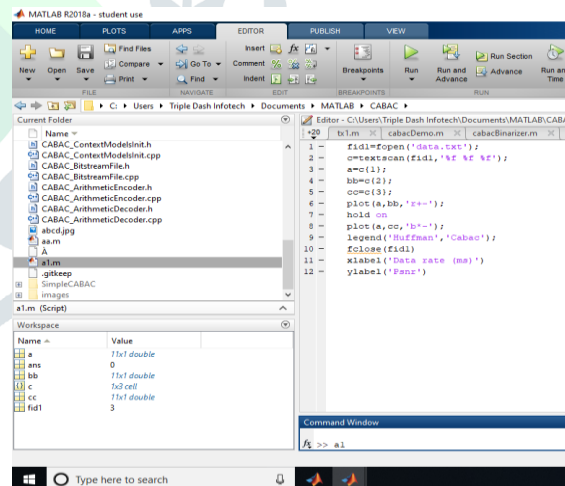 MATLAB R2018a - student use
HOME PLOTS APPS EDITOR PUBLISH VIEW
New Open Save Find Files Compare Print Go To Find Insert fx Comment Indent Breakpoints Run Run and Advance Run Section Advance Run an
Time
FILE NAVIGATE EDIT BREAKPOINTS RUN
C: Users Triple Dash Infotech Documents MATLAB CABAC
Current Folder
Name
CABAC_ContextModelsInit.h
CABAC_ContextModelsInit.cpp
CABAC_BitstreamFile.h
CABAC_BitstreamFile.cpp
CABAC_ArithmeticEncoder.h
CABAC_ArithmeticEncoder.cpp
CABAC_ArithmeticDecoder.h
CABAC_ArithmeticDecoder.cpp
abcd.jpg
aa.m
À
a1.m
.gitkeep
SimpleCABAC
images
a1.m (Script)
Workspace
Name Value
a 11x1 double
ans 0
bb 11x1 double
c 1x3 cell
cc 11x1 double
fid1 3
Editor - C:\Users\Triple Dash Infotech\Documents\MATLAB\CABA
+20 tx1.m cabacDemo.m cabacBinarizer.m
1 - fid1=fopen('data.txt');
2 - c=textscan(fid1,'%f %f %f');
3 - a=c{1};
4 - bb=c{2};
5 - cc=c{3};
6 - plot(a,bb,'r+-');
7 - hold on
8 - plot(a,cc,'b*-');
9 - legend('Huffman','Cabac');
10 - fclose(fid1)
11 - xlabel('Data rate (ms)')
12 - ylabel('Psnr')
Command Window
fx >> a1
Type here to search